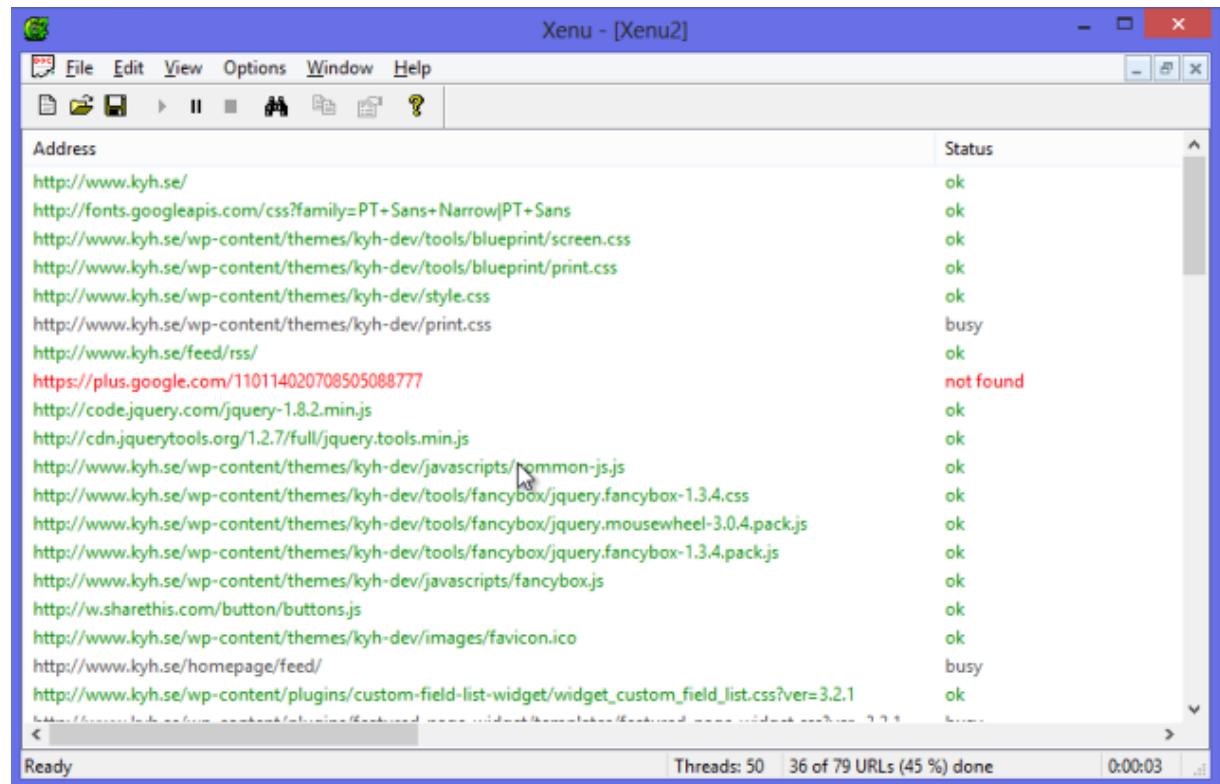 Xenu - [Xenu2]
File Edit View Options Window Help
Address Status
http://www.kyh.se/ ok
http://fonts.googleapis.com/css?family=PT+Sans+Narrow|PT+Sans ok
http://www.kyh.se/wp-content/themes/kyh-dev/tools/blueprint/screen.css ok
http://www.kyh.se/wp-content/themes/kyh-dev/tools/blueprint/print.css ok
http://www.kyh.se/wp-content/themes/kyh-dev/style.css ok
http://www.kyh.se/wp-content/themes/kyh-dev/print.css busy
http://www.kyh.se/feed/rss/ ok
https://plus.google.com/110114020708505088777 not found
http://code.jquery.com/jquery-1.8.2.min.js ok
http://cdn.jquerytools.org/1.2.7/full/jquery.tools.min.js ok
http://www.kyh.se/wp-content/themes/kyh-dev/javascripts/common-js.js ok
http://www.kyh.se/wp-content/themes/kyh-dev/tools/fancybox/jquery.fancybox-1.3.4.css ok
http://www.kyh.se/wp-content/themes/kyh-dev/tools/fancybox/jquery.mousewheel-3.0.4.pack.js ok
http://www.kyh.se/wp-content/themes/kyh-dev/tools/fancybox/jquery.fancybox-1.3.4.pack.js ok
http://www.kyh.se/wp-content/themes/kyh-dev/javascripts/fancybox.js ok
http://w.sharethis.com/button/buttons.js ok
http://www.kyh.se/wp-content/themes/kyh-dev/images/favicon.ico ok
http://www.kyh.se/homepage/feed/ busy
http://www.kyh.se/wp-content/plugins/custom-field-list-widget/widget_custom_field_list.css?ver=3.2.1 ok
Ready Threads: 50 36 of 79 URLs (45 %) done 0:00:03